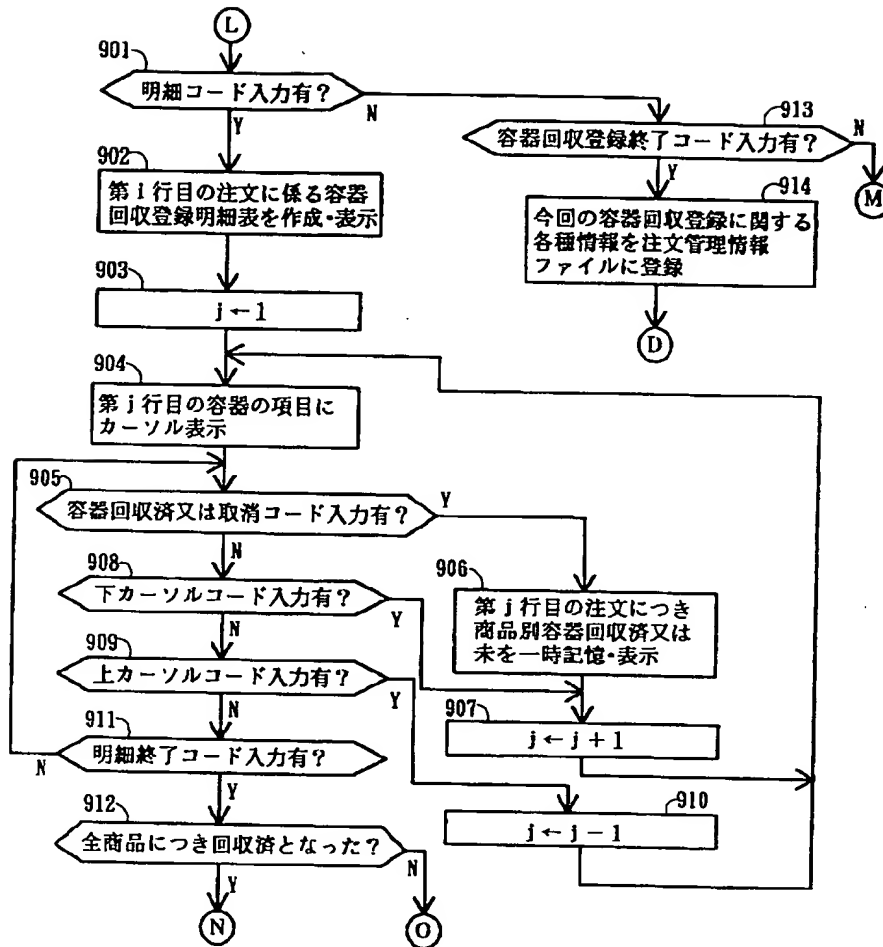 L
901
明細コード入力有？
N
Y
913
容器回収登録終了コード入力有？
N
Y
M
902
第i行目の注文に係る容器
回収登録明細表を作成・表示
914
今回の容器回収登録に関する
各種情報を注文管理情報
ファイルに登録
D
903
j←1
904
第j行目の容器の項目に
カーソル表示
905
容器回収済又は取消コード入力有？
Y
N
906
第j行目の注文につき
商品別容器回収済又は
未を一時記憶・表示
908
下カーソルコード入力有？
Y
N
909
上カーソルコード入力有？
Y
N
907
j←j+1
911
明細終了コード入力有？
N
Y
910
j←j-1
912
全商品につき回収済となった？
N
Y
N
O